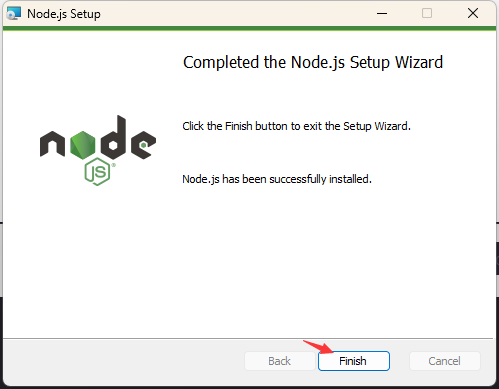 Node.js Setup
Completed the Node.js Setup Wizard
Click the Finish button to exit the Setup Wizard.
node
JS
Node.js has been successfully installed.
Back
Finish
Cancel